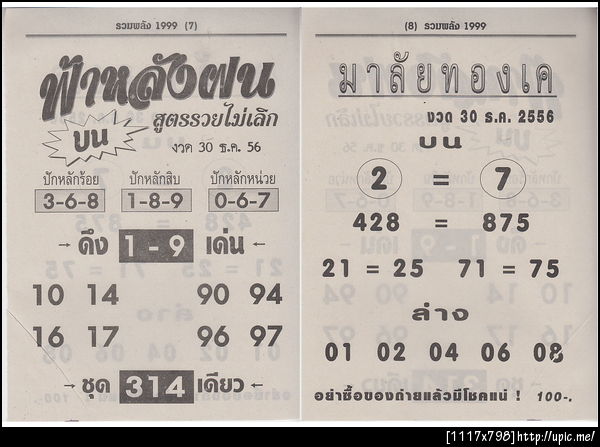 รวมพลัง 1999 (7)
ฟ้าหลังฝน
สูตรรวยไม่เลิก
บน
งวด 30 ธ.ค. 56
ปักหลักร้อย ปักหลักสิบ ปักหลักหน่วย
3-6-8 1-8-9 0-6-7
ดึง 1-9 เด่น
10 14 90 94
16 17 96 97
ชุด 314 เดียว
(8) รวมพลัง 1999
มาลัยทองเค
งวด 30 ธ.ค. 2556
บน
2 = 7
428 = 875
21 = 25 71 = 75
ล่าง
01 02 04 06 08
อย่าซื้อของถ่ายแล้วมีโชคแน่ ! 100-.
[1117x798]http://upic.me/